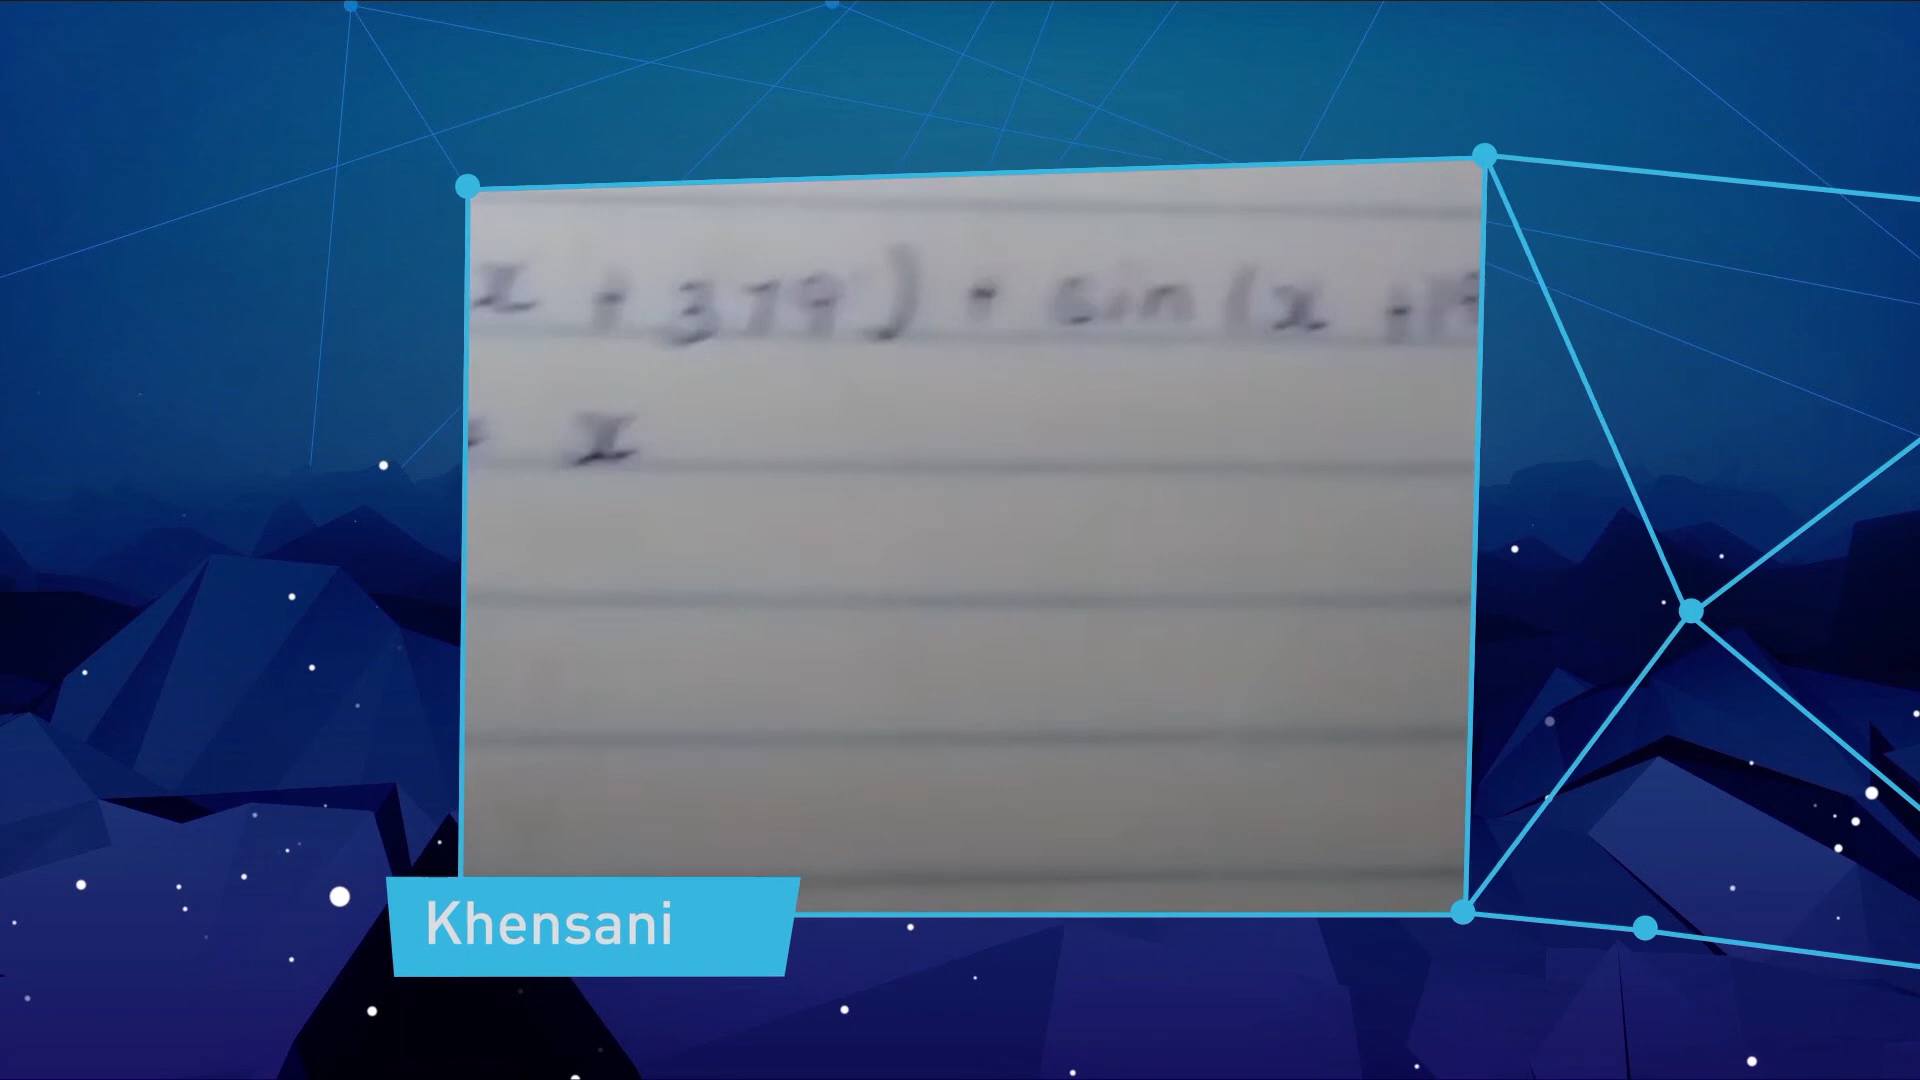 x + 379) + sin(x + 
= x
Khensani